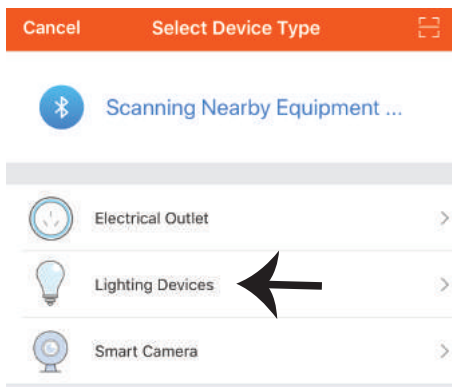 Cancel Select Device Type
Scanning Nearby Equipment ...
Electrical Outlet
Lighting Devices
Smart Camera